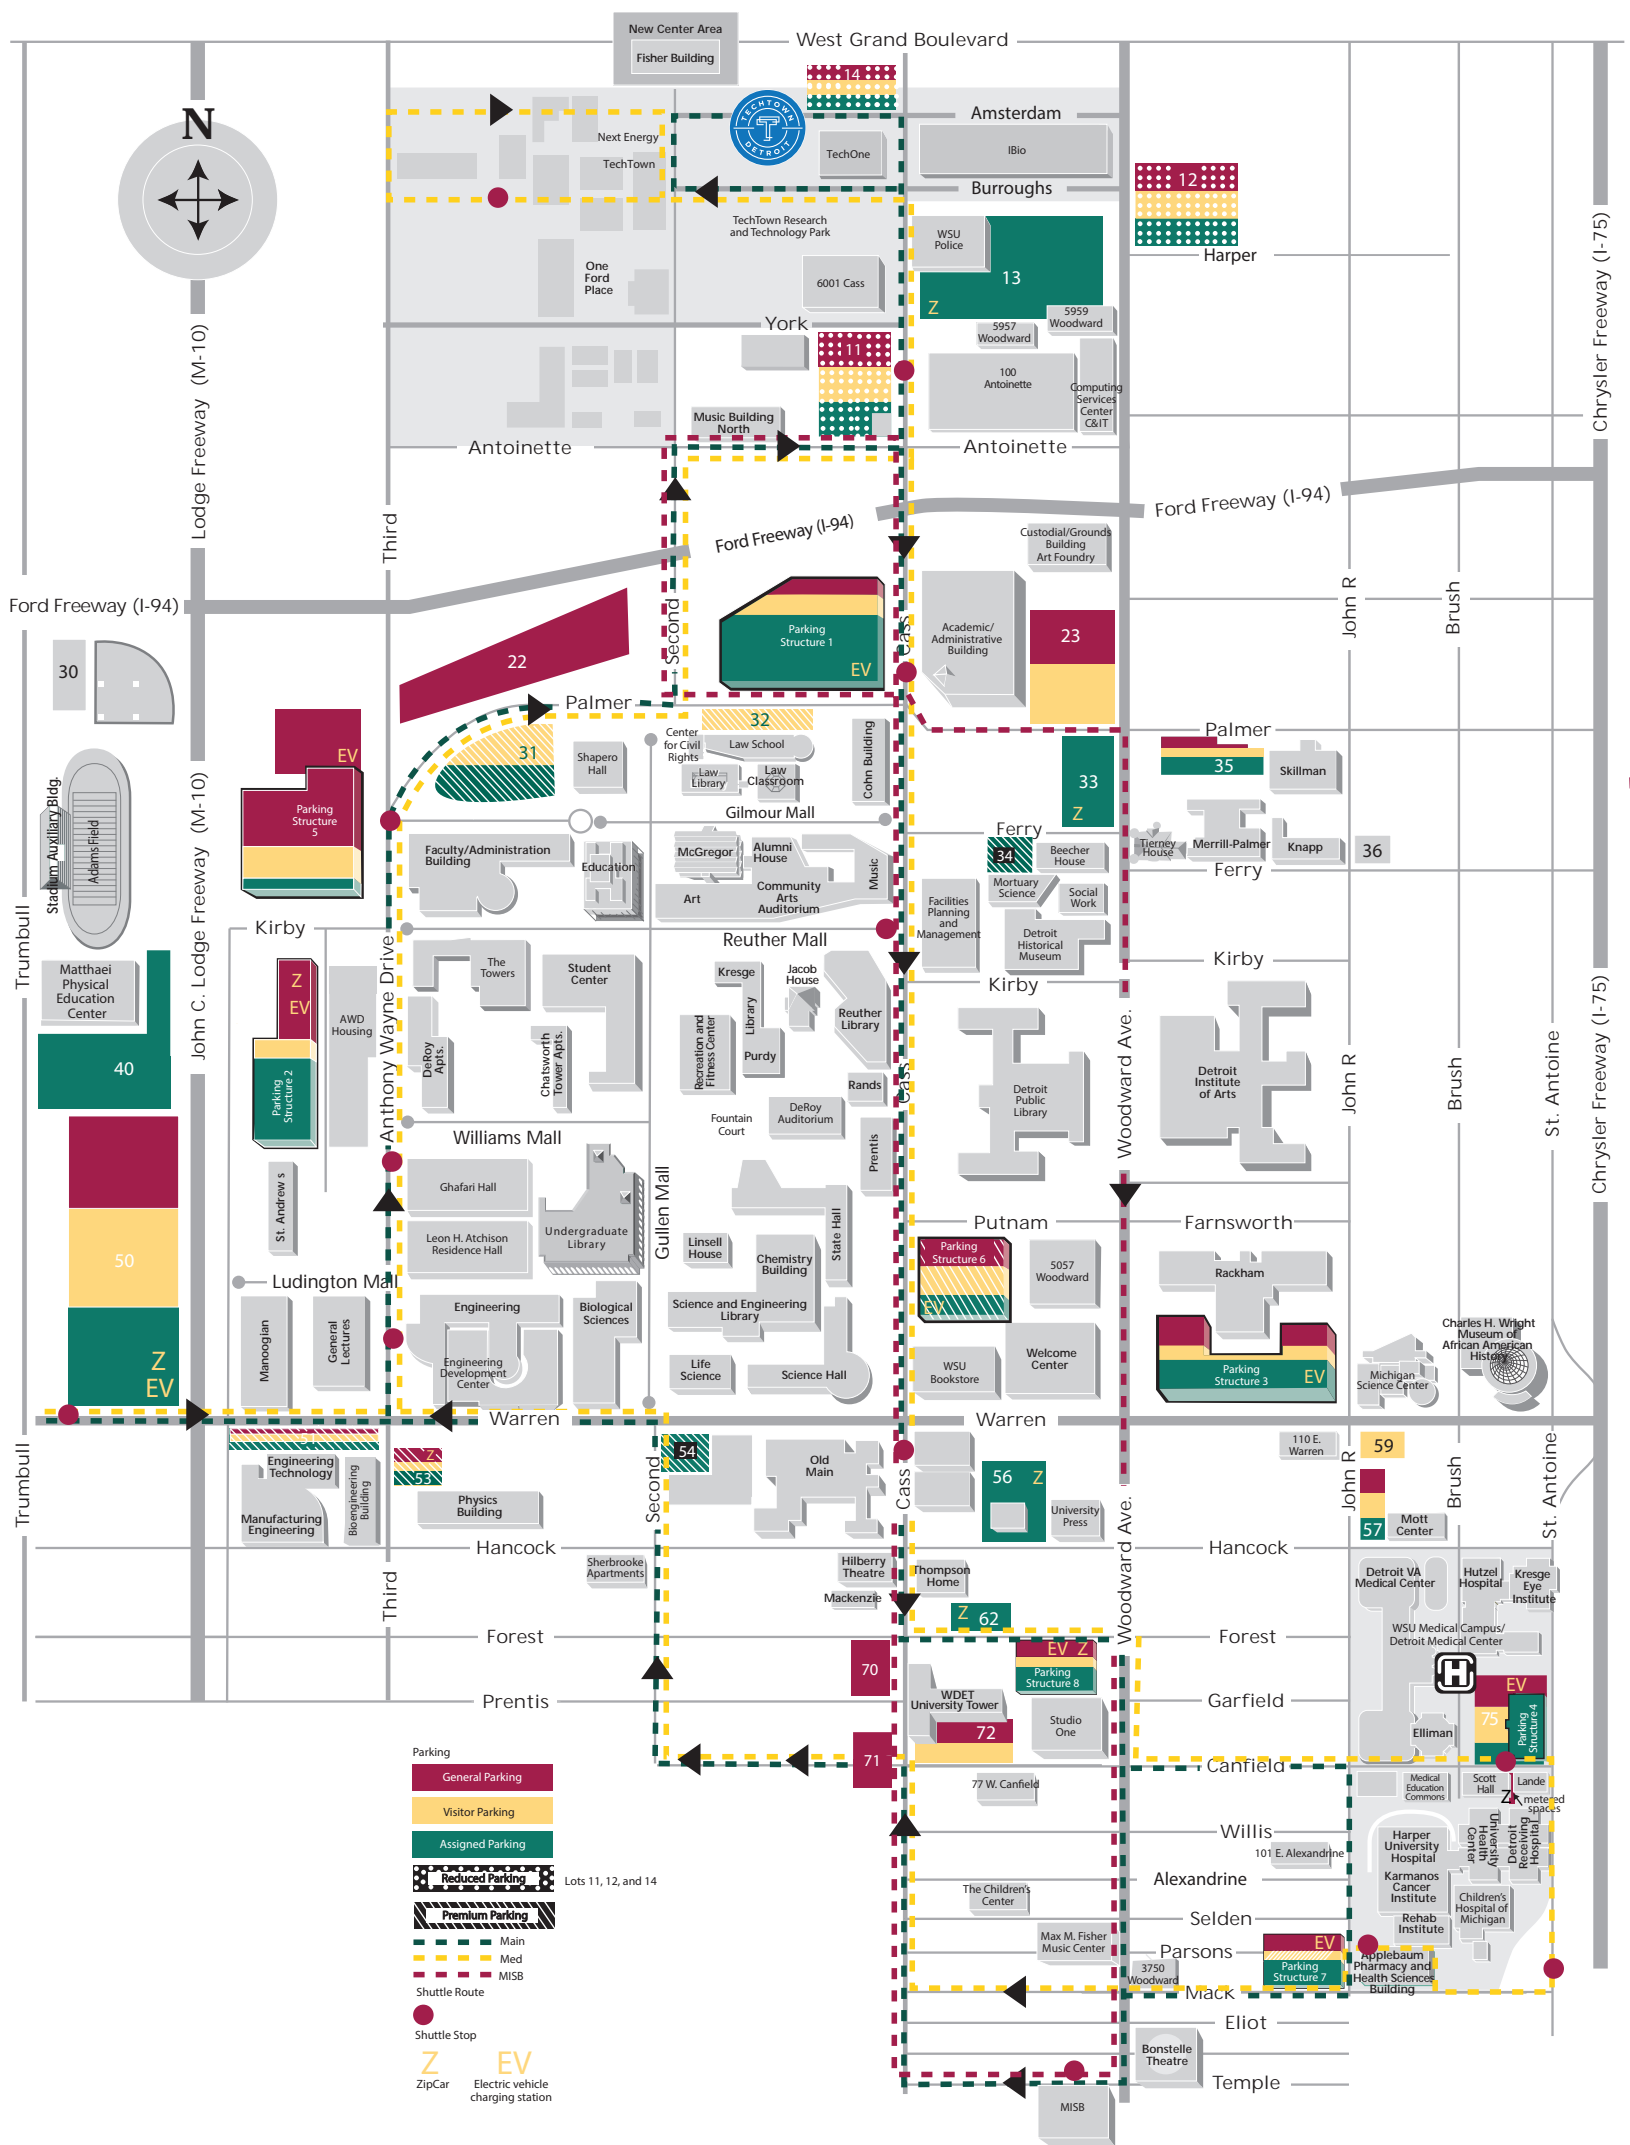 New Center Area
Fisher Building
West Grand Boulevard
14
N
TECHTOWN
T
DETROIT
Amsterdam
Next Energy
TechTown
TechOne
IBio
12
Burroughs
TechTown Research
and Technology Park
WSU
Police
13
Z
Harper
One
Ford
Place
6001 Cass
York
5959
Woodward
5957
Woodward
11
100
Antoinette
Computing
Services
Center
C&IT
Music Building
North
Antoinette
Antoinette
Lodge Freeway (M-10)
Chrysler Freeway (I-75)
Third
Ford Freeway (I-94)
Ford Freeway (I-94)
Ford Freeway (I-94)
Custodial/Grounds
Building
Art Foundry
John R
Brush
30
22
Second
Parking
Structure 1
EV
Cass
Academic/
Administrative
Building
23
Palmer
Palmer
EV
Parking
Structure
5
31
Shapero
Hall
32
Center
for Civil
Rights
Law School
Law
Library
Law
Classroom
Cohn Building
33
Z
35
Skillman
Gilmour Mall
Stadium Auxiliary Bldg.
Adams Field
Trumbull
Faculty/Administration
Building
Education
McGregor
Alumni
House
Art
Community
Arts
Auditorium
Music
Ferry
34
Beecher
House
Mortuary
Science
Social
Work
Facilities
Planning
and
Management
Detroit
Historical
Museum
Tierney
House
Merrill-Palmer
Knapp
36
Ferry
Kirby
Reuther Mall
Kirby
Kirby
Matthaei
Physical
Education
Center
40
John C. Lodge Freeway (M-10)
Z
EV
Parking
Structure 2
AWD
Housing
Anthony Wayne Drive
The
Towers
Student
Center
DeRoy
Apts.
Chatsworth
Tower Apts.
Kresge
Library
Purdy
Jacob
House
Reuther
Library
Recreation and
Fitness Center
Rands
DeRoy
Auditorium
Fountain
Court
Prentis
Cass
Detroit
Public
Library
Woodward Ave.
Detroit
Institute
of Arts
John R
Brush
St. Antoine
Chrysler Freeway (I-75)
Williams Mall
50
Z
EV
St. Andrew s
Ghafari Hall
Leon H. Atchison
Residence Hall
Undergraduate
Library
Gullen Mall
Linsell
House
Chemistry
Building
State Hall
Putnam
Farnsworth
Parking
Structure 6
EV
5057
Woodward
Rackham
Ludington Mall
Manoogian
General
Lectures
Engineering
Engineering
Development
Center
Biological
Sciences
Science and Engineering
Library
Life
Science
Science Hall
WSU
Bookstore
Welcome
Center
Parking
Structure 3
EV
Charles H. Wright
Museum of
African American
History
Michigan
Science Center
Warren
Warren
Trumbull
Engineering
Technology
Manufacturing
Engineering
Bioengineering
Building
Z
53
Physics
Building
Second
54
Old
Main
Cass
56
Z
University
Press
Woodward Ave.
110 E.
Warren
59
John R
57
Mott
Center
Brush
St. Antoine
Hancock
Hancock
Third
Sherbrooke
Apartments
Hilberry
Theatre
Mackenzie
Thompson
Home
Z 62
Detroit VA
Medical Center
Hutzel
Hospital
Kresge
Eye
Institute
WSU Medical Campus/
Detroit Medical Center
H
Forest
Forest
70
EV Z
Parking
Structure 8
Prentis
Garfield
WDET
University Tower
72
Studio
One
Elliman
EV
75
Parking
Structure 4
71
Canfield
77 W. Canfield
Medical
Education
Commons
Scott
Hall
Lande
Z
metered
spaces
Willis
101 E. Alexandrine
Alexandrine
Harper
University
Hospital
Karmanos
Cancer
Institute
Rehab
Institute
University
Health
Center
Detroit
Receiving
Hospital
Children's
Hospital of
Michigan
The Children's
Center
Selden
Max M. Fisher
Music Center
Parsons
3750
Woodward
EV
Parking
Structure 7
Applebaum
Pharmacy and
Health Sciences
Building
Mack
Eliot
Bonstelle
Theatre
Temple
MISB
Parking
General Parking
Visitor Parking
Assigned Parking
Reduced Parking
Lots 11, 12, and 14
Premium Parking
Main
Med
MISB
Shuttle Route
Shuttle Stop
Z
ZipCar
EV
Electric vehicle
charging station